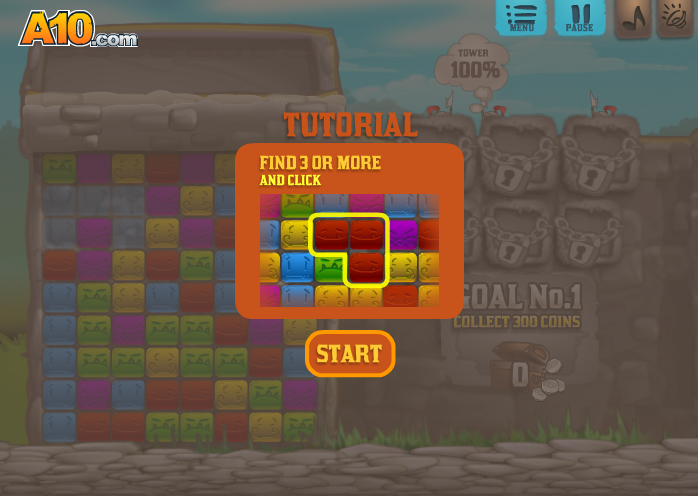 A10.com
MENU
PAUSE
TOWER
100%
TUTORIAL
FIND 3 OR MORE
AND CLICK
GOAL No.1
COLLECT 300 COINS
0
START